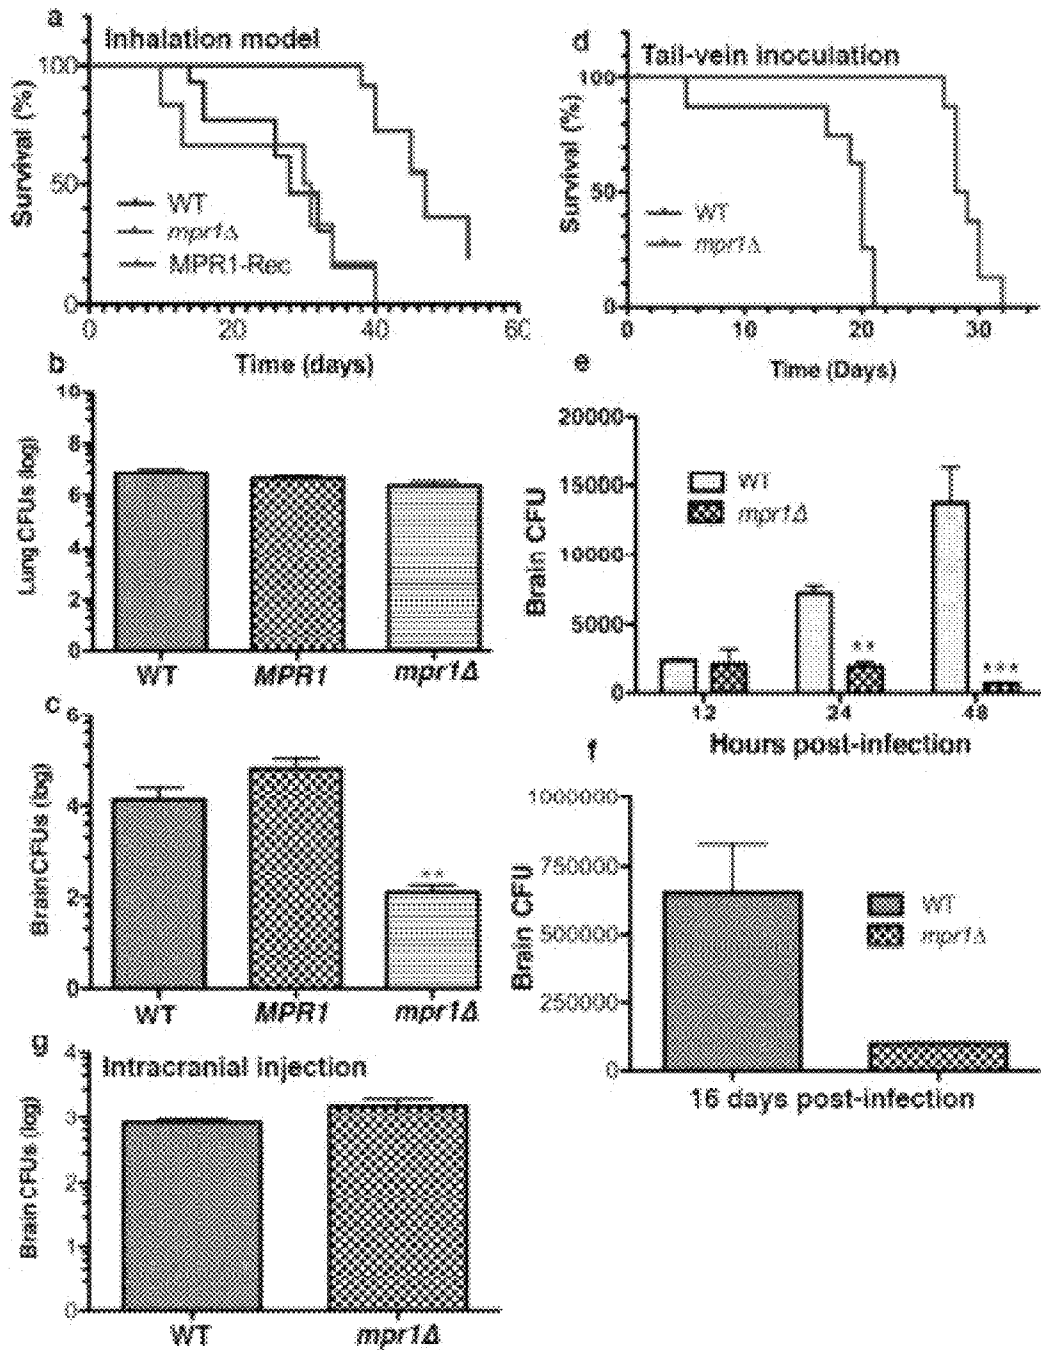 a
Inhalation model
100
50
0
Survival (%)
WT
mpr1Δ
MPR1-Rec
0 20 40 60
Time (days)
b
10
8
6
4
2
0
Lung CFUs (log)
WT MPR1 mpr1Δ
c
6
4
2
0
Brain CFUs (log)
**
WT MPR1 mpr1Δ
g
Intracranial injection
4
3
2
1
0
Brain CFUs (log)
WT mpr1Δ
d
Tail-vein inoculation
100
50
0
Survival (%)
WT
mpr1Δ
0 10 20 30
Time (Days)
e
20000
15000
10000
5000
0
Brain CFU
WT
mpr1Δ
**
***
12 24 48
Hours post-infection
f
1000000
750000
500000
250000
0
Brain CFU
WT
mpr1Δ
16 days post-infection